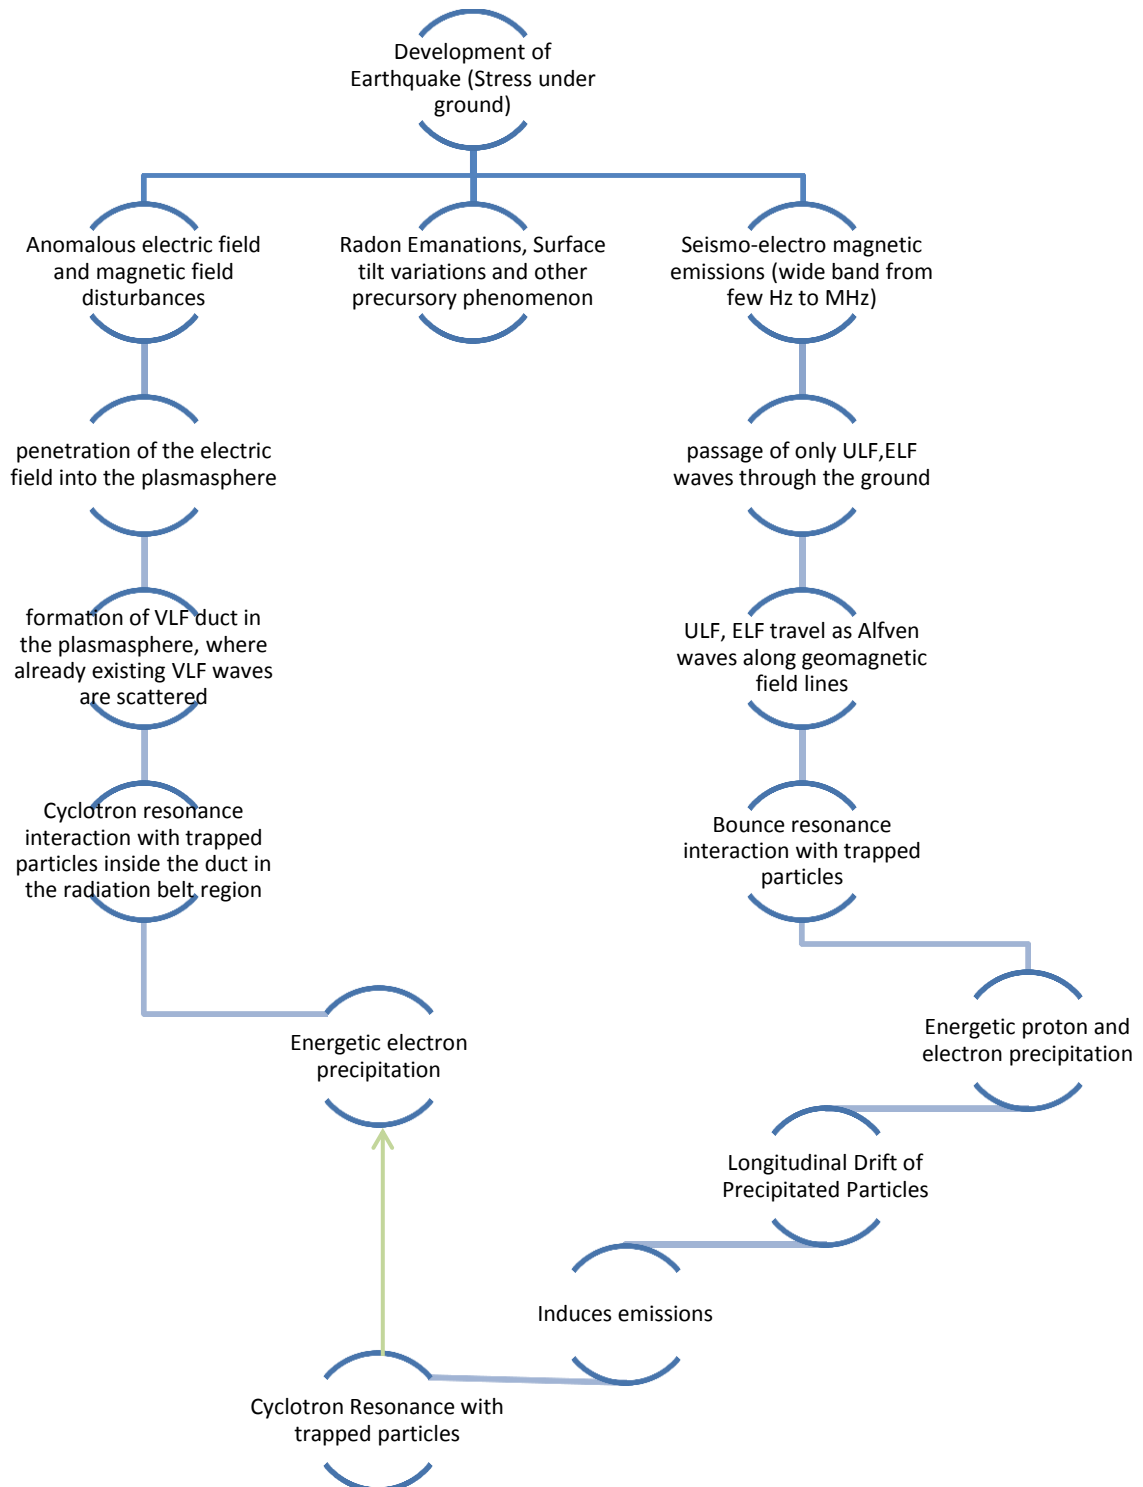 Development of
Earthquake (Stress under
ground)
Anomalous electric field
and magnetic field
disturbances
Radon Emanations, Surface
tilt variations and other
precursory phenomenon
Seismo-electro magnetic
emissions (wide band from
few Hz to MHz)
penetration of the electric
field into the plasmasphere
passage of only ULF,ELF
waves through the ground
formation of VLF duct in
the plasmasphere, where
already existing VLF waves
are scattered
ULF, ELF travel as Alfven
waves along geomagnetic
field lines
Cyclotron resonance
interaction with trapped
particles inside the duct in
the radiation belt region
Bounce resonance
interaction with trapped
particles
Energetic electron
precipitation
Energetic proton and
electron precipitation
Longitudinal Drift of
Precipitated Particles
Induces emissions
Cyclotron Resonance with
trapped particles